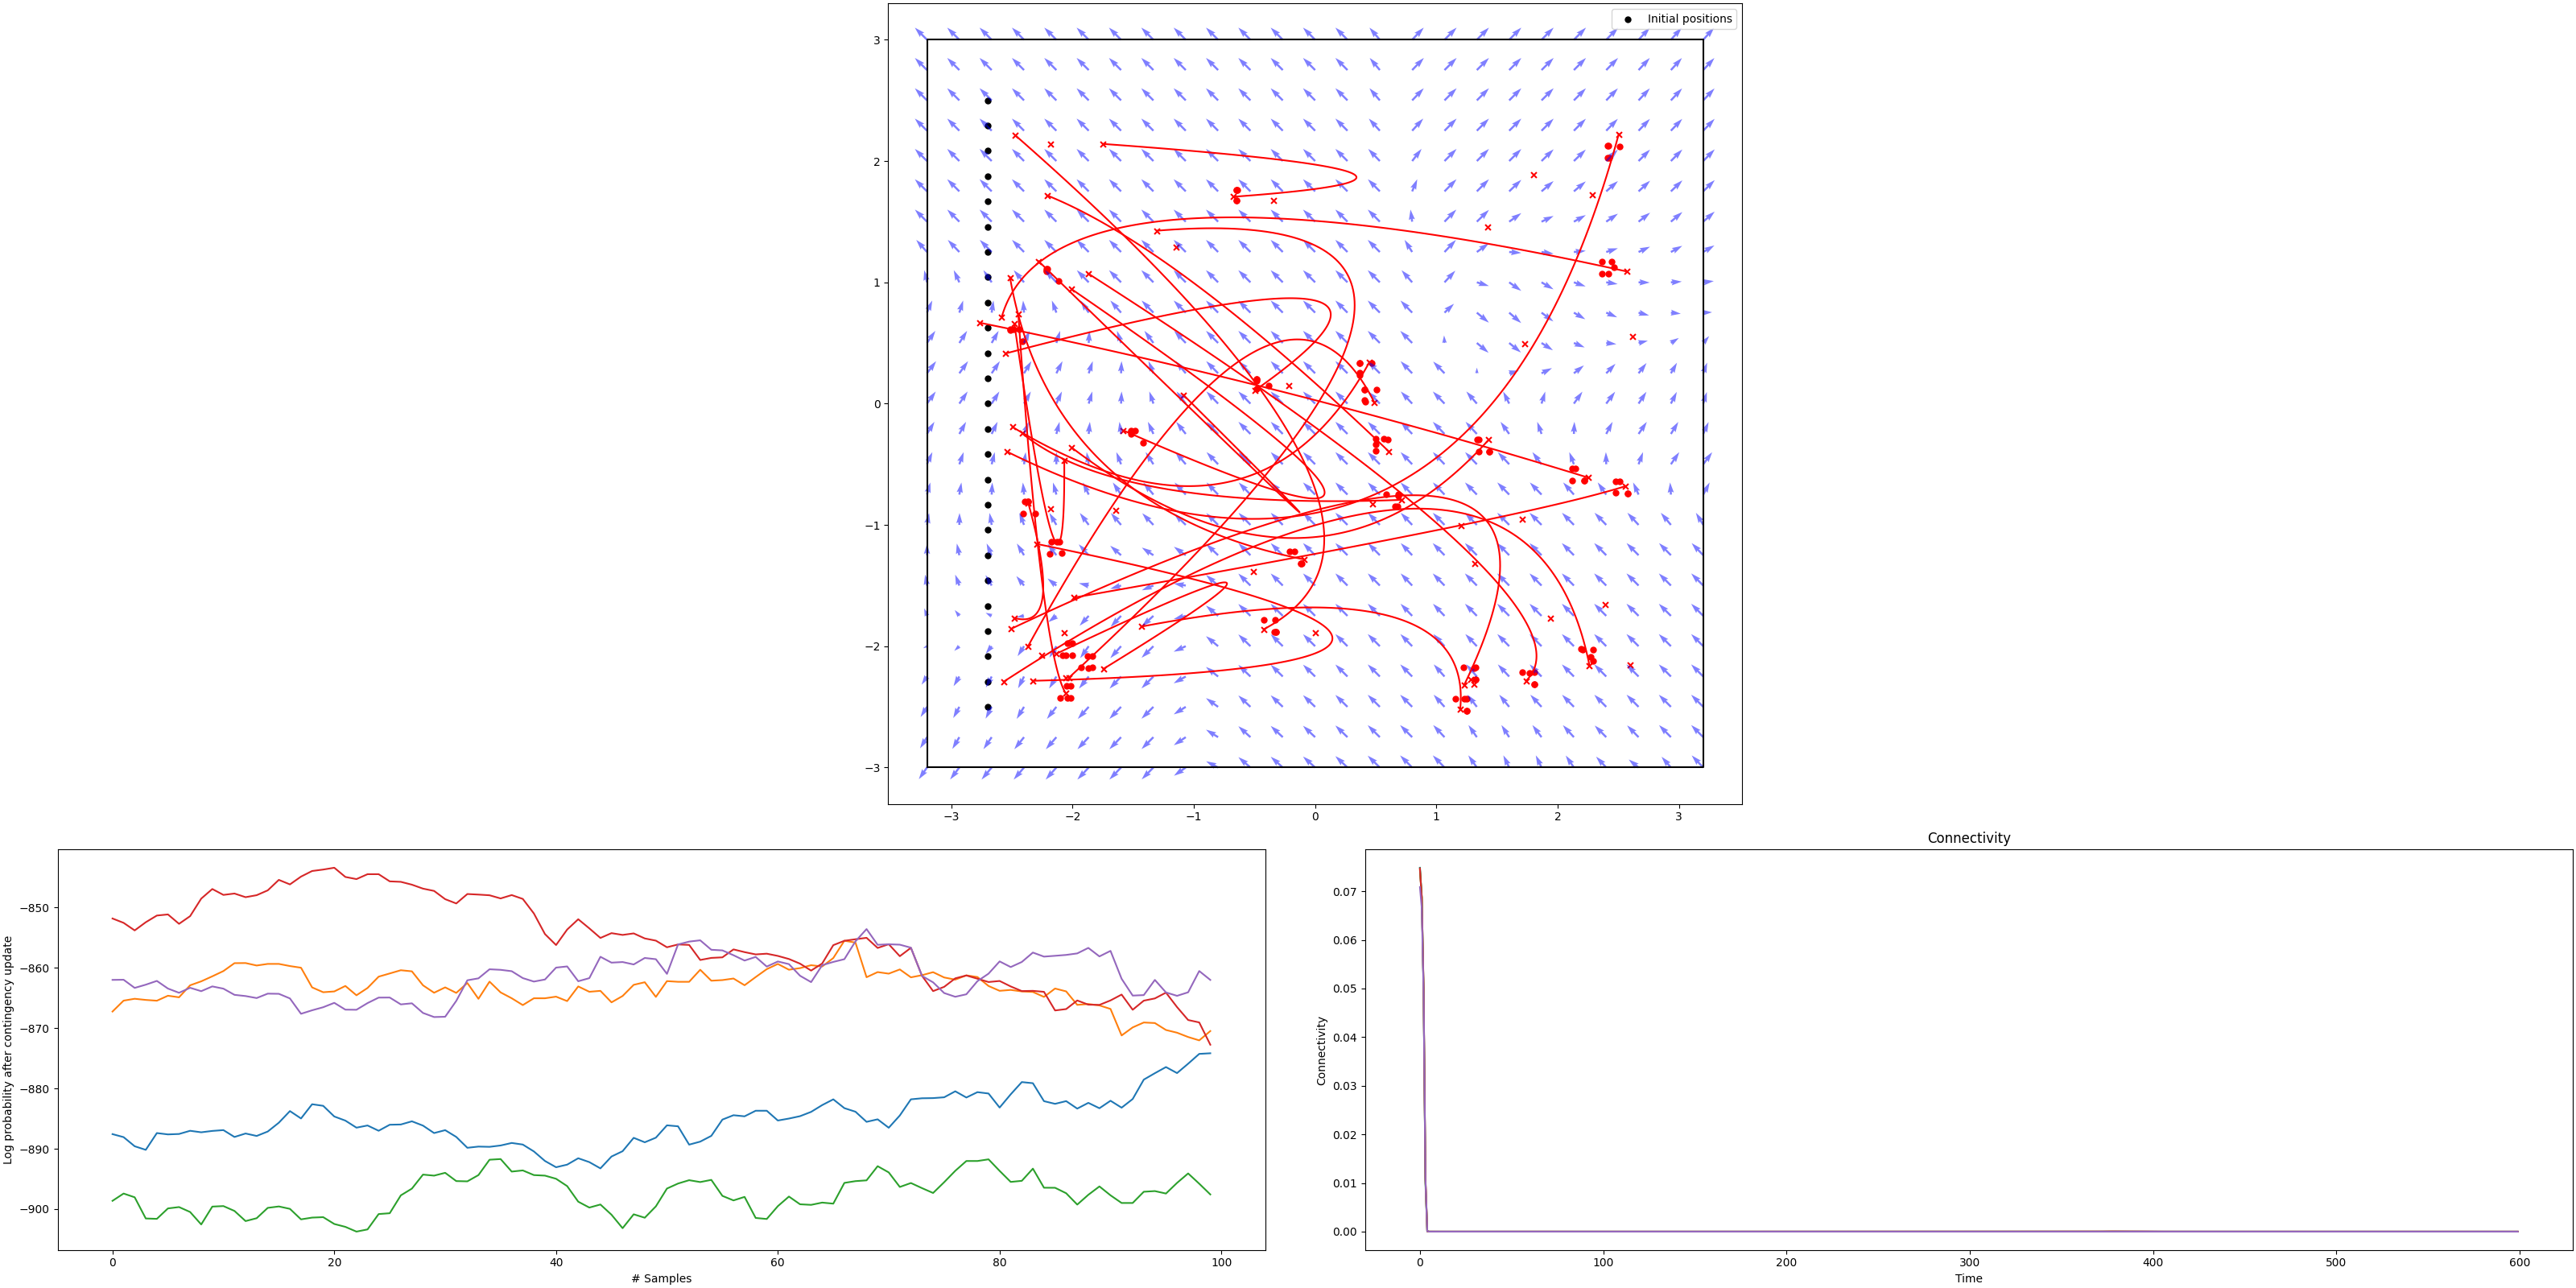 Initial positions
3
2
1
0
−1
−2
−3
−3 −2 −1 0 1 2 3
Log probability after contingency update
−850
−860
−870
−880
−890
−900
0 20 40 60 80 100
# Samples
Connectivity
Connectivity
0.07
0.06
0.05
0.04
0.03
0.02
0.01
0.00
0 100 200 300 400 500 600
Time